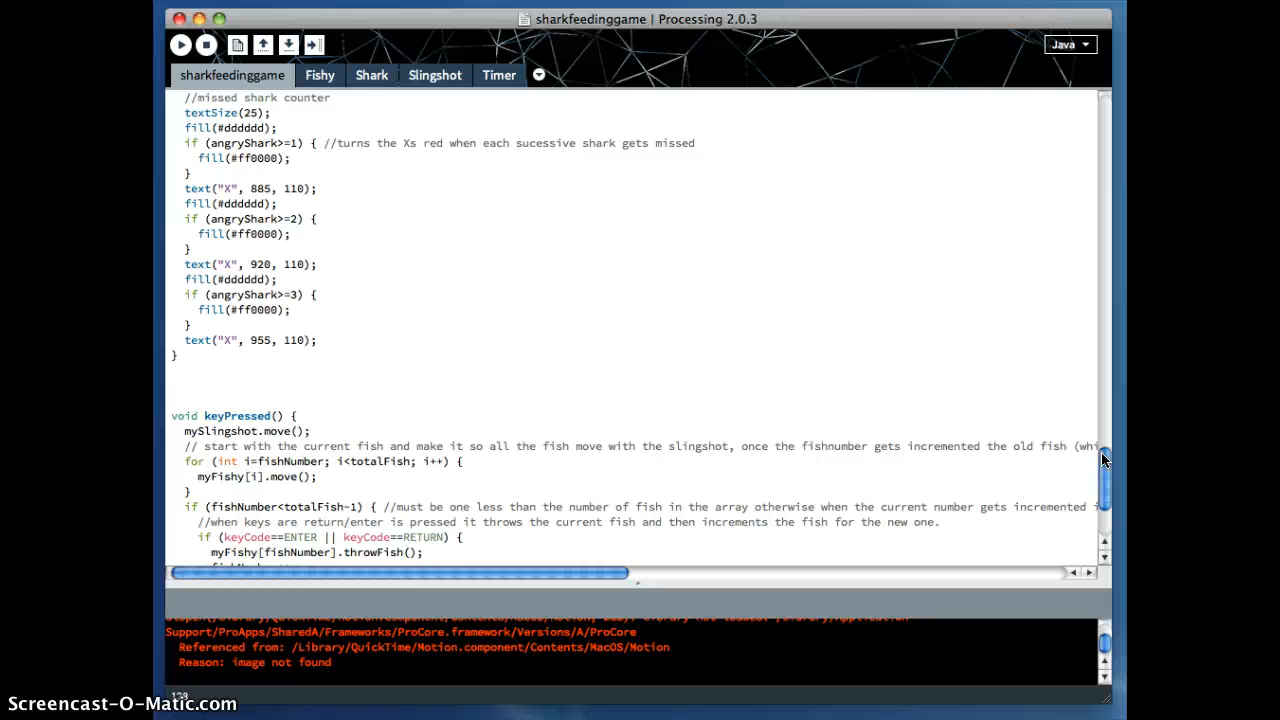 sharkfeedinggame | Processing 2.0.3
Java
sharkfeedinggame Fishy Shark Slingshot Timer
//missed shark counter
textSize(25);
fill(#dddddd);
if (angryShark>=1) { //turns the Xs red when each sucessive shark gets missed
fill(#ff0000);
}
text("X", 885, 110);
fill(#dddddd);
if (angryShark>=2) {
fill(#ff0000);
}
text("X", 920, 110);
fill(#dddddd);
if (angryShark>=3) {
fill(#ff0000);
}
text("X", 955, 110);
}
void keyPressed() {
mySlingshot.move();
// start with the current fish and make it so all the fish move with the slingshot, once the fishnumber gets incremented the old fish (whi
for (int i=fishNumber; i<totalFish; i++) {
myFishy[i].move();
}
if (fishNumber<totalFish-1) { //must be one less than the number of fish in the array otherwise when the current number gets incremented i
//when keys are return/enter is pressed it throws the current fish and then increments the fish for the new one.
if (keyCode==ENTER || keyCode==RETURN) {
myFishy[fishNumber].throwFish();
Support/ProApps/SharedA/Frameworks/ProCore.framework/Versions/A/ProCore
Referenced from: /Library/QuickTime/Motion.component/Contents/MacOS/Motion
Reason: image not found
Screencast-O-Matic.com